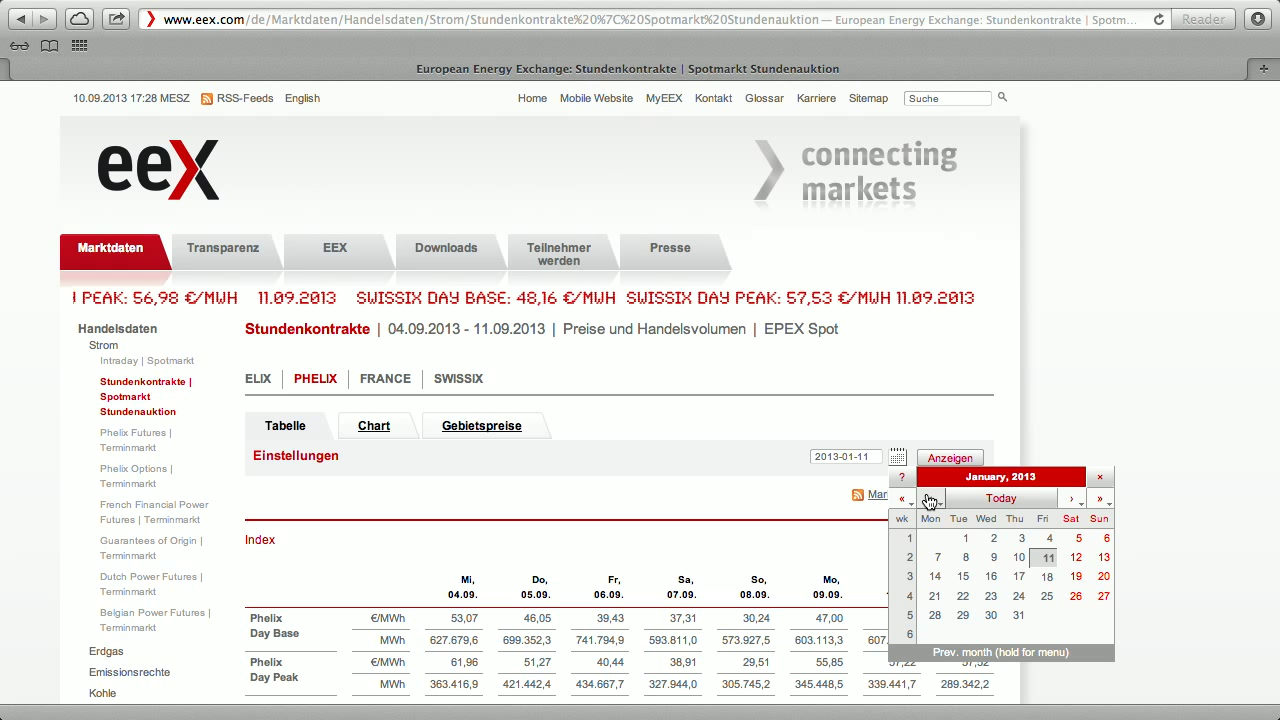 www.eex.com/de/Marktdaten/Handelsdaten/Strom/Stundenkontrakte%20%7C%20Spotmarkt%20Stundenauktion — European Energy Exchange: Stundenkontrakte | Spotm...
Reader
European Energy Exchange: Stundenkontrakte | Spotmarkt Stundenauktion
10.09.2013 17:28 MESZ RSS-Feeds English Home Mobile Website MyEEX Kontakt Glossar Karriere Sitemap Suche
eex
connecting
markets
Marktdaten Transparenz EEX Downloads Teilnehmer werden Presse
PEAK: 56,98 €/MWH 11.09.2013 SWISSIX DAY BASE: 48,16 €/MWH SWISSIX DAY PEAK: 57,53 €/MWH 11.09.2013
Handelsdaten
Strom
Intraday | Spotmarkt
Stundenkontrakte |
Spotmarkt
Stundenauktion
Phelix Futures |
Terminmarkt
Phelix Options |
Terminmarkt
French Financial Power
Futures | Terminmarkt
Guarantees of Origin |
Terminmarkt
Dutch Power Futures |
Terminmarkt
Belgian Power Futures |
Terminmarkt
Erdgas
Emissionsrechte
Kohle
Stundenkontrakte | 04.09.2013 - 11.09.2013 | Preise und Handelsvolumen | EPEX Spot
ELIX PHELIX FRANCE SWISSIX
Tabelle Chart Gebietspreise
Einstellungen 2013-01-11 Anzeigen
Mar
Index
Mi, Do, Fr, Sa, So, Mo,
04.09. 05.09. 06.09. 07.09. 08.09. 09.09.
Phelix €/MWh 53,07 46,05 39,43 37,31 30,24 47,00
Day Base MWh 627.679,6 699.352,3 741.794,9 593.811,0 573.927,5 603.113,3 607.
Phelix €/MWh 61,96 51,27 40,44 38,91 29,51 55,85
Day Peak MWh 363.416,9 421.442,4 434.667,7 327.944,0 305.745,2 345.448,5 339.441,7 289.342,2
? January, 2013 ×
« Today › »
wk Mon Tue Wed Thu Fri Sat Sun
1 1 2 3 4 5 6
2 7 8 9 10 11 12 13
3 14 15 16 17 18 19 20
4 21 22 23 24 25 26 27
5 28 29 30 31
6
Prev. month (hold for menu)